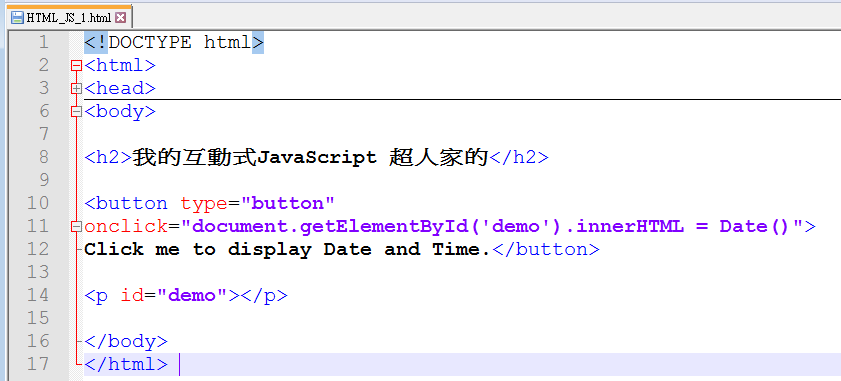 HTML_JS_1.html
1 <!DOCTYPE html>
2 <html>
3 <head>
6 <body>
7
8 <h2>我的互動式JavaScript 超人家的</h2>
9
10 <button type="button"
11 onclick="document.getElementById('demo').innerHTML = Date()">
12 Click me to display Date and Time.</button>
13
14 <p id="demo"></p>
15
16 </body>
17 </html>